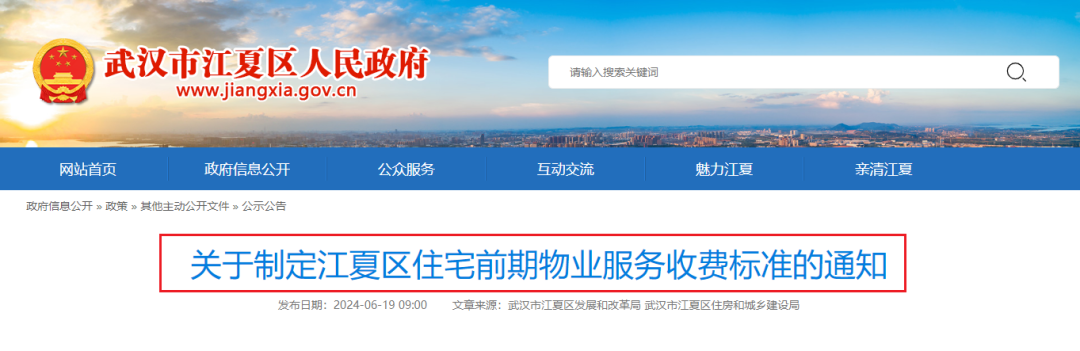 武汉市江夏区人民政府
www.jiangxia.gov.cn
请输入搜索关键词
网站首页 政府信息公开 公众服务 互动交流 魅力江夏 亲清江夏
政府信息公开 » 政策 » 其他主动公开文件 » 公示公告
关于制定江夏区住宅前期物业服务收费标准的通知
发布日期：2024-06-19 09:00 文章来源：武汉市江夏区发展和改革局 武汉市江夏区住房和城乡建设局